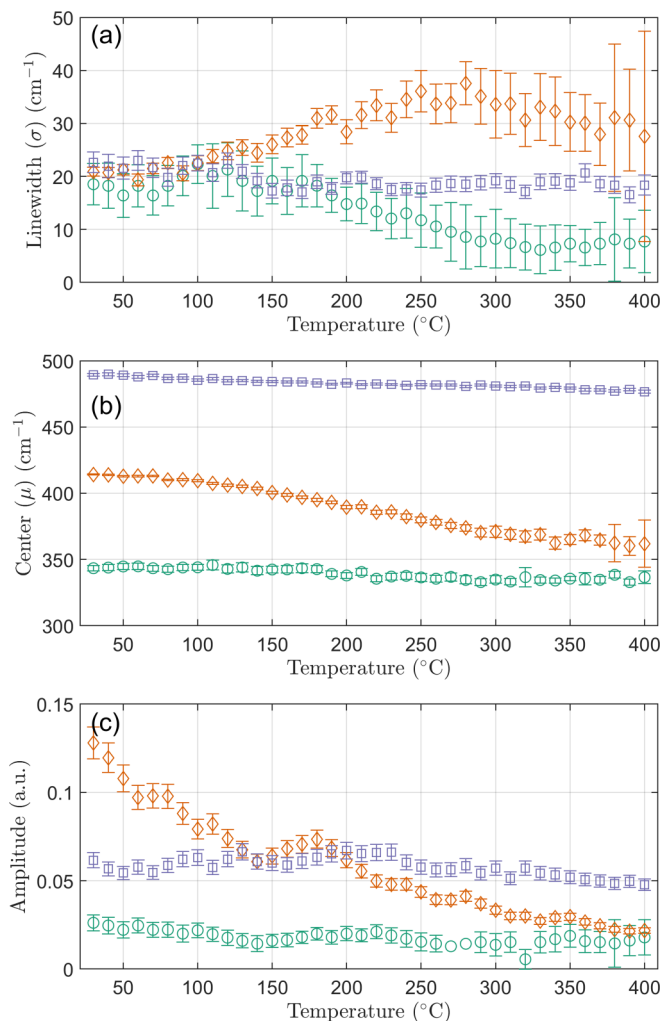 (a)
Linewidth (σ) (cm⁻¹)
50
40
30
20
10
0
50 100 150 200 250 300 350 400
Temperature (°C)
(b)
Center (μ) (cm⁻¹)
500
450
400
350
300
50 100 150 200 250 300 350 400
Temperature (°C)
(c)
Amplitude (a.u.)
0.15
0.1
0.05
0
50 100 150 200 250 300 350 400
Temperature (°C)